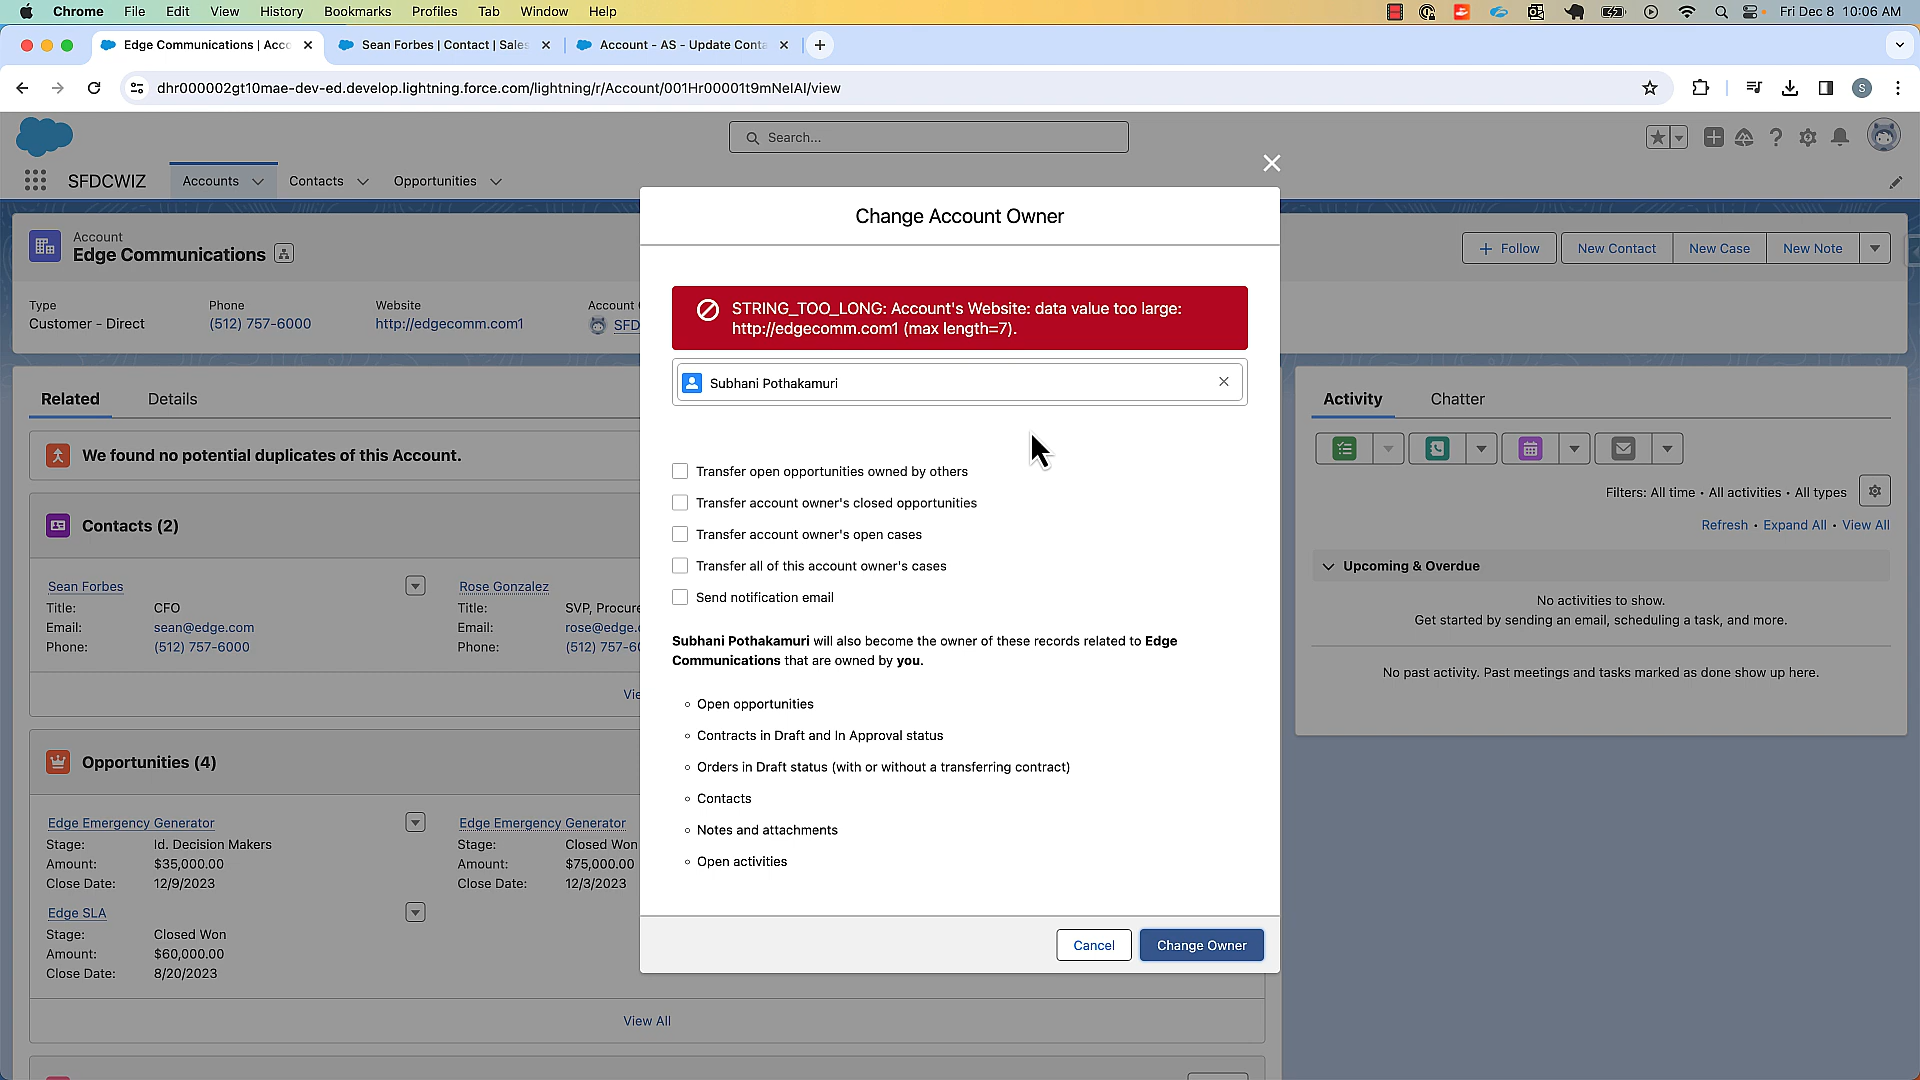 Chrome File Edit View History Bookmarks Profiles Tab Window Help Fri Dec 8 10:06 AM
Edge Communications | Acco Sean Forbes | Contact | Sales Account - AS - Update Conta
dhr000002gt10mae-dev-ed.develop.lightning.force.com/lightning/r/Account/001Hr00001t9mNeIAI/view S
Search...
SFDCWIZ Accounts Contacts Opportunities
Account
Edge Communications
Follow New Contact New Case New Note
Type Phone Website Account
Customer - Direct (512) 757-6000 http://edgecomm.com1 SFD
Related Details
We found no potential duplicates of this Account.
Contacts (2)
Sean Forbes Rose Gonzalez
Title: CFO Title: SVP, Procure
Email: sean@edge.com Email: rose@edge.
Phone: (512) 757-6000 Phone: (512) 757-6
Vie
Opportunities (4)
Edge Emergency Generator Edge Emergency Generator
Stage: Id. Decision Makers Stage: Closed Won
Amount: $35,000.00 Amount: $75,000.00
Close Date: 12/9/2023 Close Date: 12/3/2023
Edge SLA
Stage: Closed Won
Amount: $60,000.00
Close Date: 8/20/2023
View All
Change Account Owner
STRING_TOO_LONG: Account's Website: data value too large:
http://edgecomm.com1 (max length=7).
Subhani Pothakamuri
Transfer open opportunities owned by others
Transfer account owner's closed opportunities
Transfer account owner's open cases
Transfer all of this account owner's cases
Send notification email
Subhani Pothakamuri will also become the owner of these records related to Edge
Communications that are owned by you.
Open opportunities
Contracts in Draft and In Approval status
Orders in Draft status (with or without a transferring contract)
Contacts
Notes and attachments
Open activities
Cancel Change Owner
Activity Chatter
Filters: All time • All activities • All types
Refresh • Expand All • View All
Upcoming & Overdue
No activities to show.
Get started by sending an email, scheduling a task, and more.
No past activity. Past meetings and tasks marked as done show up here.